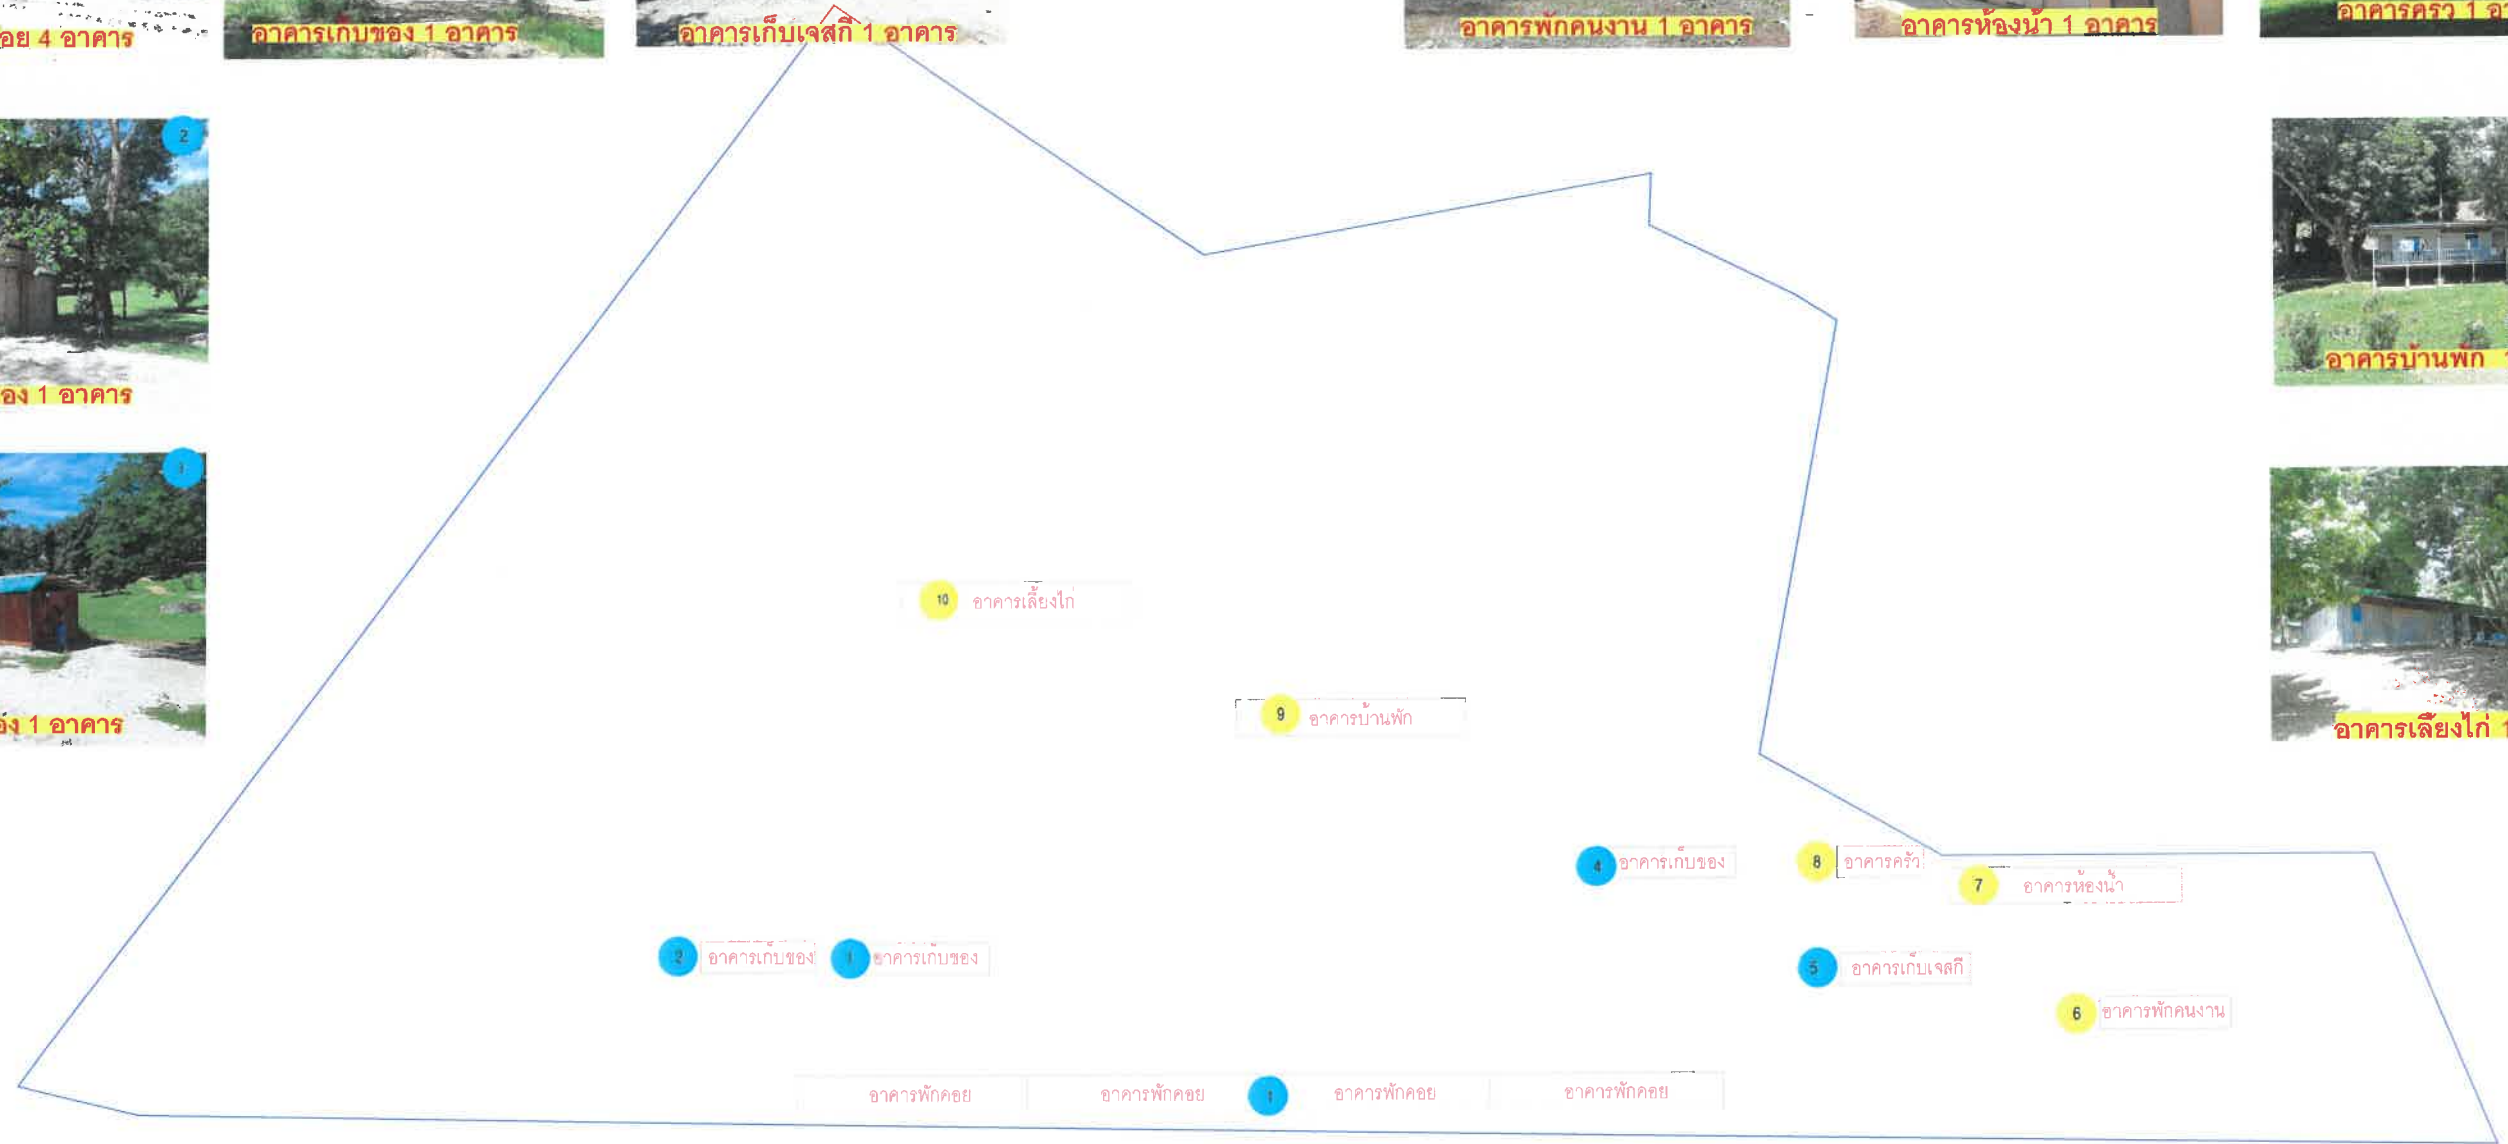 อย 4 อาคาร
อาคารเก็บของ 1 อาคาร
อาคารเก็บเจสกี 1 อาคาร
อาคารพักคนงาน 1 อาคาร
อาคารห้องน้ำ 1 อาคาร
อาคารครัว 1 อา
2
อง 1 อาคาร
อาคารบ้านพัก
1
อง 1 อาคาร
อาคารเลี้ยงไก่ 1
10 อาคารเลี้ยงไก่
9 อาคารบ้านพัก
4 อาคารเก็บของ
8 อาคารครัว
7 อาคารห้องน้ำ
2 อาคารเก็บของ
1 อาคารเก็บของ
5 อาคารเก็บเจสกี
6 อาคารพักคนงาน
อาคารพักคอย อาคารพักคอย อาคารพักคอย อาคารพักคอย